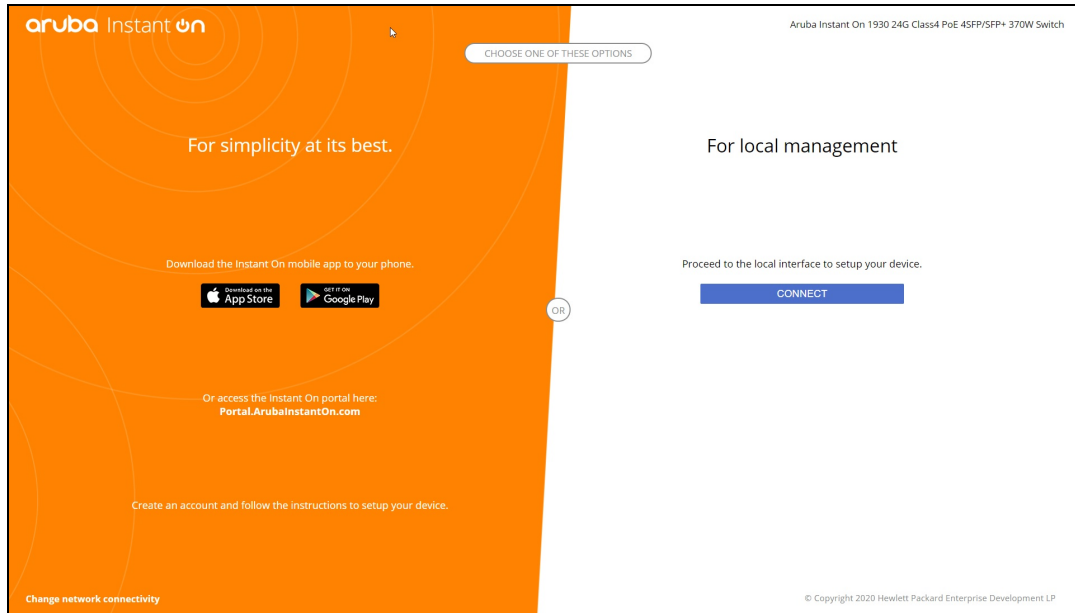 aruba Instant on
Aruba Instant On 1930 24G Class4 PoE 4SFP/SFP+ 370W Switch
CHOOSE ONE OF THESE OPTIONS
For simplicity at its best.
Download the Instant On mobile app to your phone.
Download on the
App Store
GET IT ON
Google Play
Or access the Instant On portal here:
Portal.ArubaInstantOn.com
Create an account and follow the instructions to setup your device.
Change network connectivity
OR
For local management
Proceed to the local interface to setup your device.
CONNECT
© Copyright 2020 Hewlett Packard Enterprise Development LP